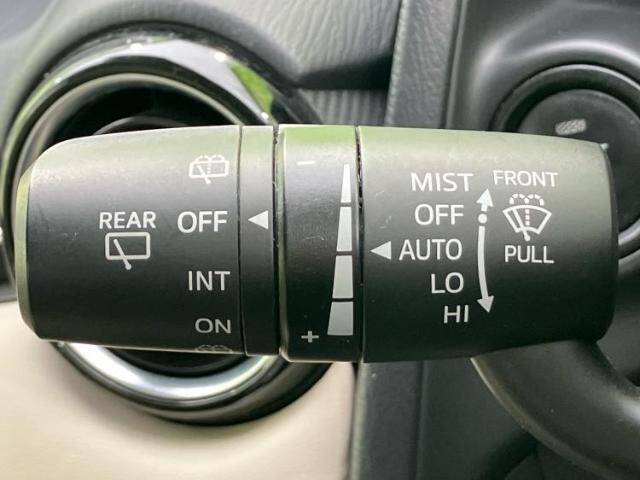 REAR
OFF
INT
ON
−
+
MIST
OFF
AUTO
LO
HI
FRONT
PULL